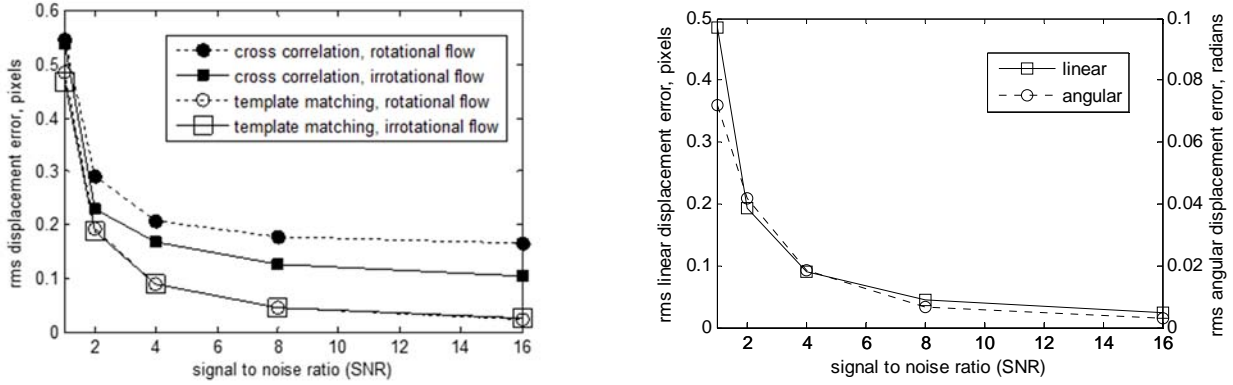 0.6
0.5
0.4
0.3
0.2
0.1
0
rms displacement error, pixels
cross correlation, rotational flow
cross correlation, irrotational flow
template matching, rotational flow
template matching, irrotational flow
2 4 6 8 10 12 14 16
signal to noise ratio (SNR)
0.5
0.4
0.3
0.2
0.1
0
rms linear displacement error, pixels
linear
angular
0.1
0.08
0.06
0.04
0.02
0
rms angular displacement error, radians
2 4 6 8 10 12 14 16
signal to noise ratio (SNR)